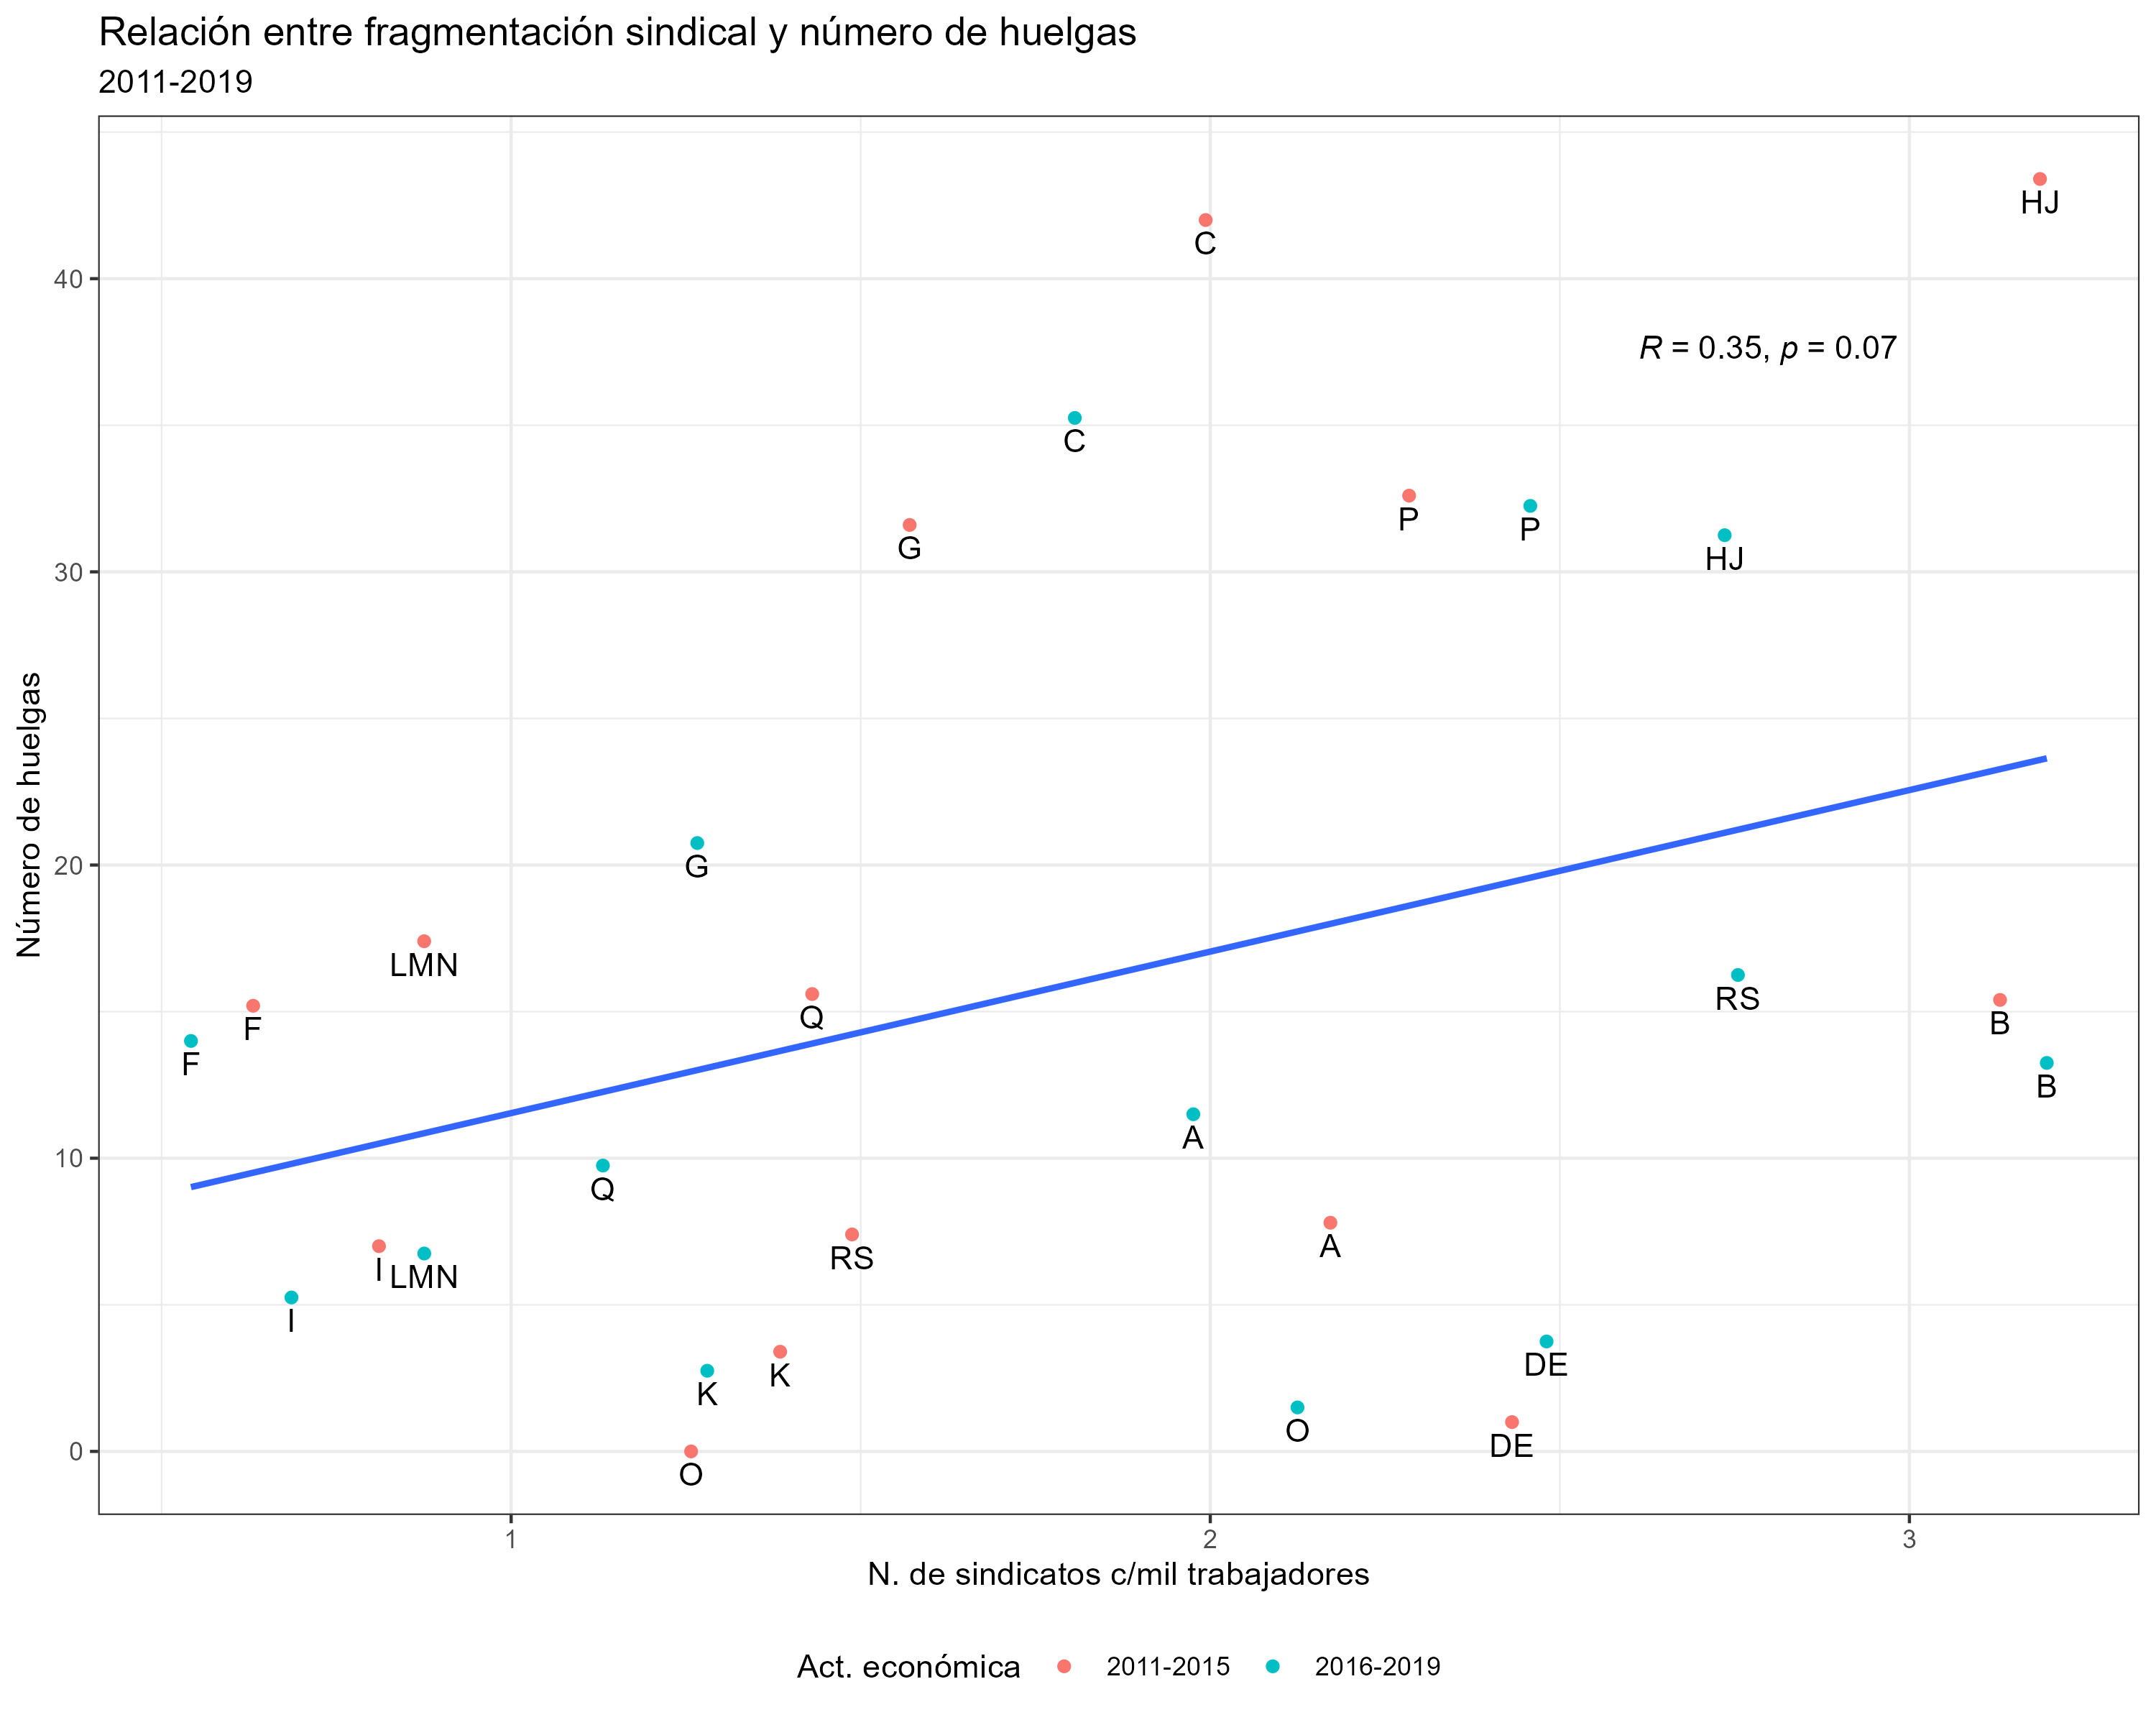 Relación entre fragmentación sindical y número de huelgas
2011-2019
HJ
C
40
R = 0.35, p = 0.07
C
P
P
G
HJ
30
Número de huelgas
G
20
LMN
RS
Q
B
F
F
B
A
10
Q
A
RS
I
LMN
I
DE
K
K
O
DE
0
O
1
2
3
N. de sindicatos c/mil trabajadores
Act. económica
2011-2015
2016-2019